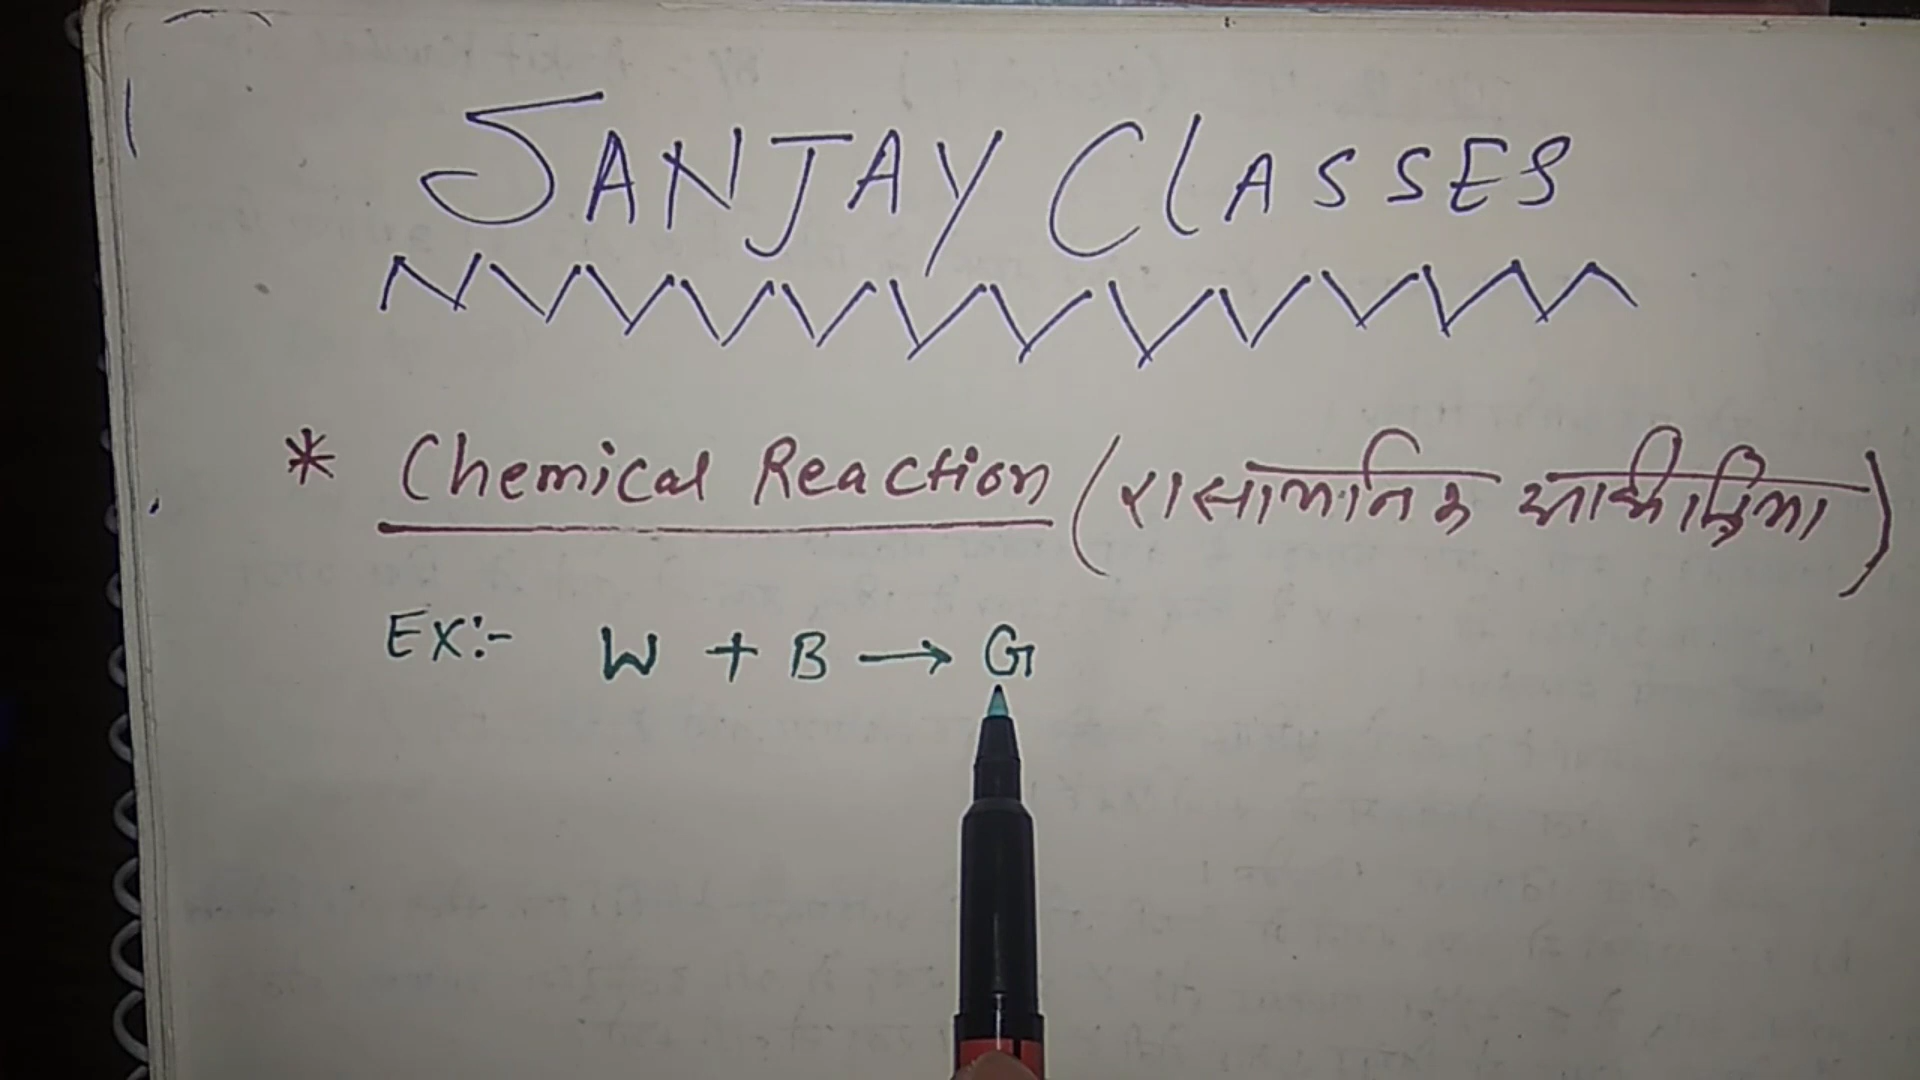 SANJAY ClASSES
* Chemical Reaction (रासायनिक अभिक्रिया)
EX:- W + B → G